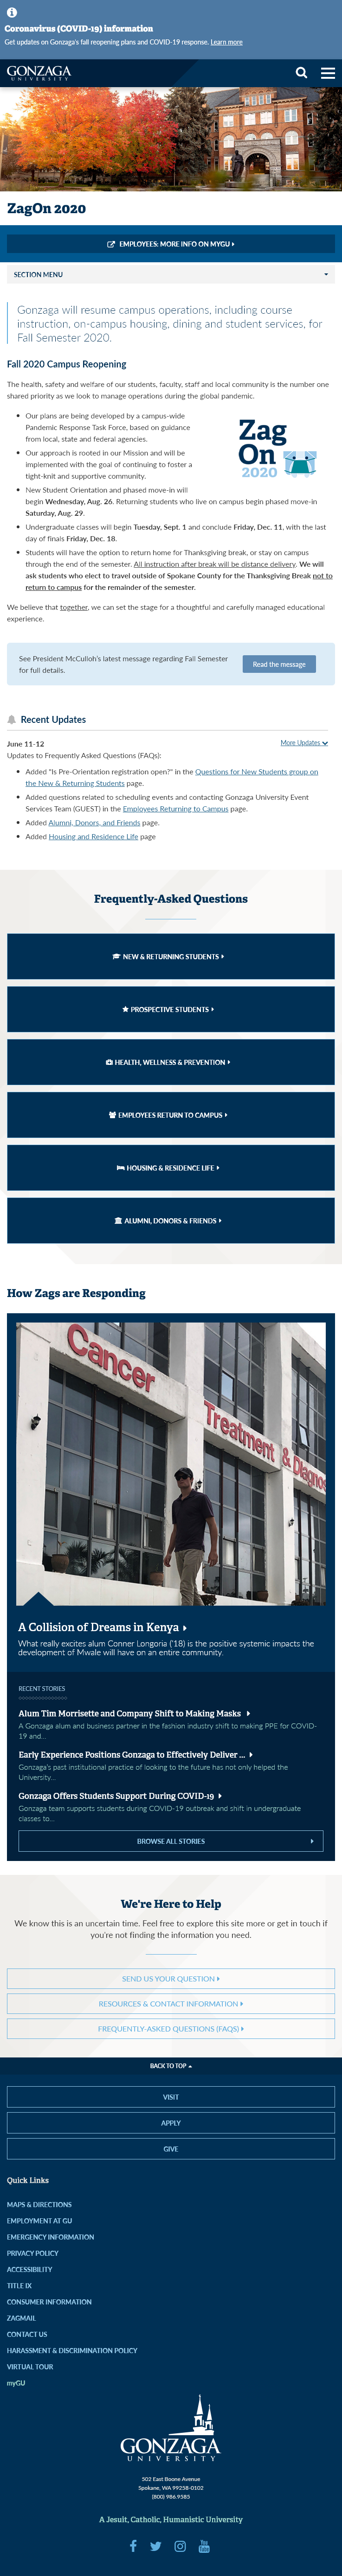 Coronavirus (COVID-19) information
Get updates on Gonzaga's fall reopening plans and COVID-19 response. Learn more
GONZAGA
UNIVERSITY
ZagOn 2020
EMPLOYEES: MORE INFO ON MYGU
SECTION MENU
Gonzaga will resume campus operations, including course
instruction, on-campus housing, dining and student services, for
Fall Semester 2020.
Fall 2020 Campus Reopening
The health, safety and welfare of our students, faculty, staff and local community is the number one
shared priority as we look to manage operations during the global pandemic.
Our plans are being developed by a campus-wide
Pandemic Response Task Force, based on guidance
from local, state and federal agencies.
Our approach is rooted in our Mission and will be
implemented with the goal of continuing to foster a
tight-knit and supportive community.
Zag
On
2020
New Student Orientation and phased move-in will
begin Wednesday, Aug. 26. Returning students who live on campus begin phased move-in
Saturday, Aug. 29.
Undergraduate classes will begin Tuesday, Sept. 1 and conclude Friday, Dec. 11, with the last
day of finals Friday, Dec. 18.
Students will have the option to return home for Thanksgiving break, or stay on campus
through the end of the semester. All instruction after break will be distance delivery. We will
ask students who elect to travel outside of Spokane County for the Thanksgiving Break not to
return to campus for the remainder of the semester.
We believe that together, we can set the stage for a thoughtful and carefully managed educational
experience.
See President McCulloh's latest message regarding Fall Semester
for full details.
Read the message
Recent Updates
June 11-12
More Updates
Updates to Frequently Asked Questions (FAQs):
Added "Is Pre-Orientation registration open?" in the Questions for New Students group on
the New & Returning Students page.
Added questions related to scheduling events and contacting Gonzaga University Event
Services Team (GUEST) in the Employees Returning to Campus page.
Added Alumni, Donors, and Friends page.
Added Housing and Residence Life page
Frequently-Asked Questions
NEW & RETURNING STUDENTS
PROSPECTIVE STUDENTS
HEALTH, WELLNESS & PREVENTION
EMPLOYEES RETURN TO CAMPUS
HOUSING & RESIDENCE LIFE
ALUMNI, DONORS & FRIENDS
How Zags are Responding
Cancer
Treatment & Diagnos
A Collision of Dreams in Kenya
What really excites alum Conner Longoria ('18) is the positive systemic impacts the
development of Mwale will have on an entire community.
RECENT STORIES
Alum Tim Morrisette and Company Shift to Making Masks
A Gonzaga alum and business partner in the fashion industry shift to making PPE for COVID-
19 and...
Early Experience Positions Gonzaga to Effectively Deliver ...
Gonzaga's past institutional practice of looking to the future has not only helped the
University...
Gonzaga Offers Students Support During COVID-19
Gonzaga team supports students during COVID-19 outbreak and shift in undergraduate
classes to...
BROWSE ALL STORIES
We're Here to Help
We know this is an uncertain time. Feel free to explore this site more or get in touch if
you're not finding the information you need.
SEND US YOUR QUESTION
RESOURCES & CONTACT INFORMATION
FREQUENTLY-ASKED QUESTIONS (FAQS)
BACK TO TOP
VISIT
APPLY
GIVE
Quick Links
MAPS & DIRECTIONS
EMPLOYMENT AT GU
EMERGENCY INFORMATION
PRIVACY POLICY
ACCESSIBILITY
TITLE IX
CONSUMER INFORMATION
ZAGMAIL
CONTACT US
HARASSMENT & DISCRIMINATION POLICY
VIRTUAL TOUR
myGU
GONZAGA
UNIVERSITY
502 East Boone Avenue
Spokane, WA 99258-0102
(800) 986.9585
A Jesuit, Catholic, Humanistic University
You
Tube